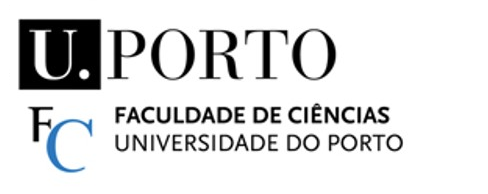 U. PORTO
FC FACULDADE DE CIÊNCIAS
UNIVERSIDADE DO PORTO